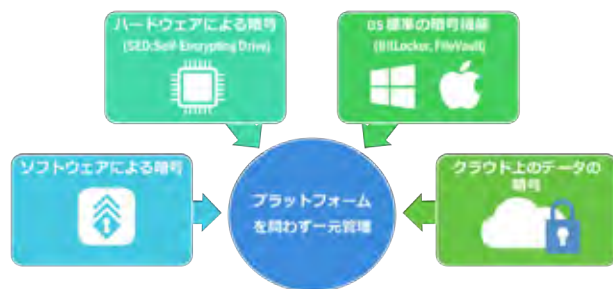 ハードウェアによる暗号
(SED:Self-Encrypting Drive)
OS 標準の暗号機能
(BitLocker, FileVault)
ソフトウェアによる暗号
プラットフォーム
を問わず一元管理
クラウド上のデータの
暗号